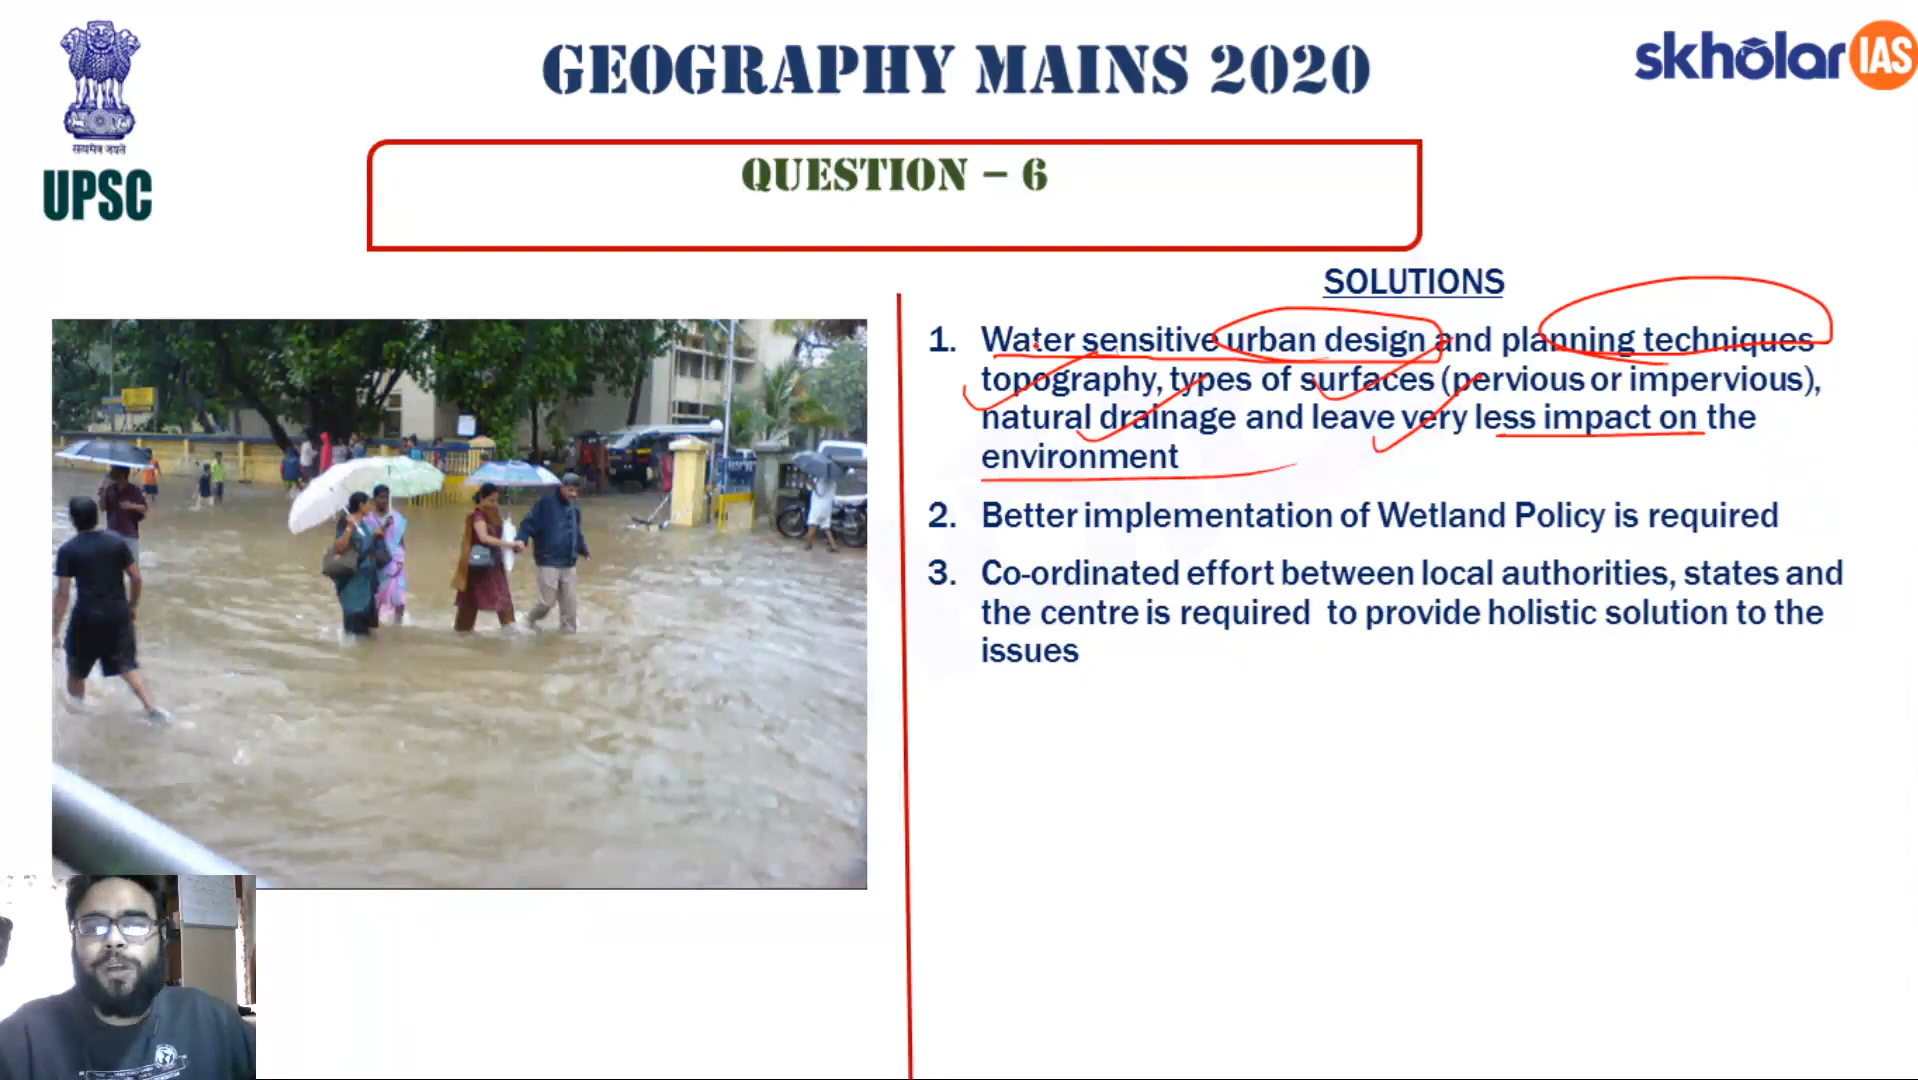 GEOGRAPHY MAINS 2020
skholar IAS
सत्यमेव जयते
UPSC
QUESTION – 6
SOLUTIONS
1. Water sensitive urban design and planning techniques
topography, types of surfaces (pervious or impervious),
natural drainage and leave very less impact on the
environment
2. Better implementation of Wetland Policy is required
3. Co-ordinated effort between local authorities, states and
the centre is required to provide holistic solution to the
issues